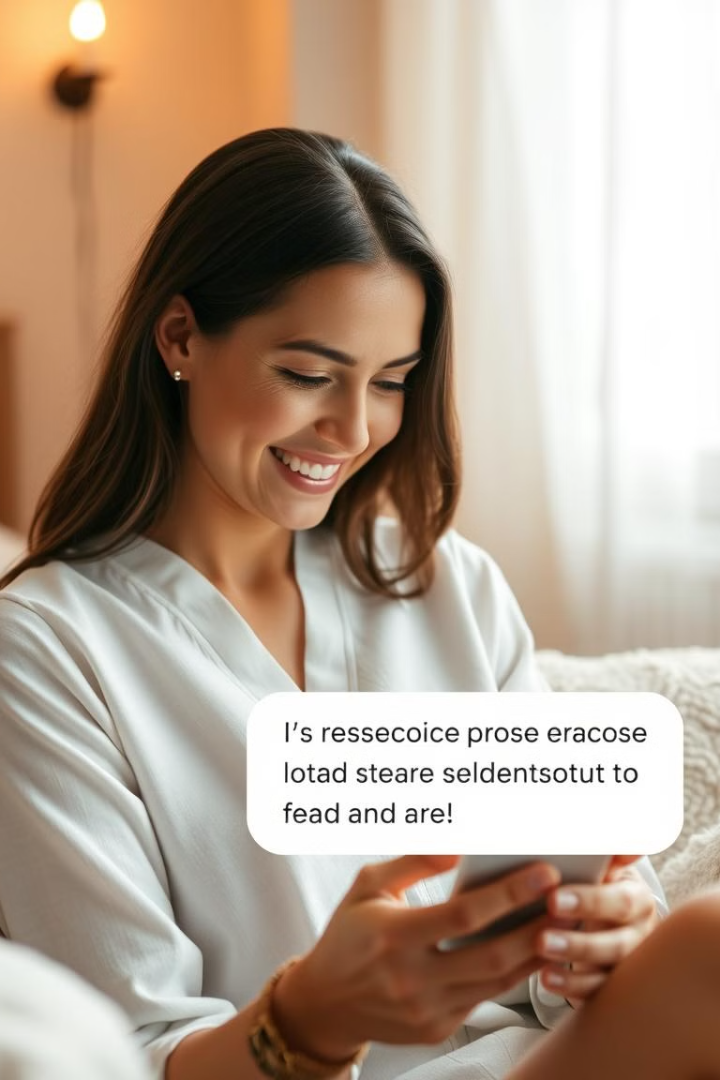 I's ressecoice prose eracose
lotad steare seldentsotut to
fead and are!